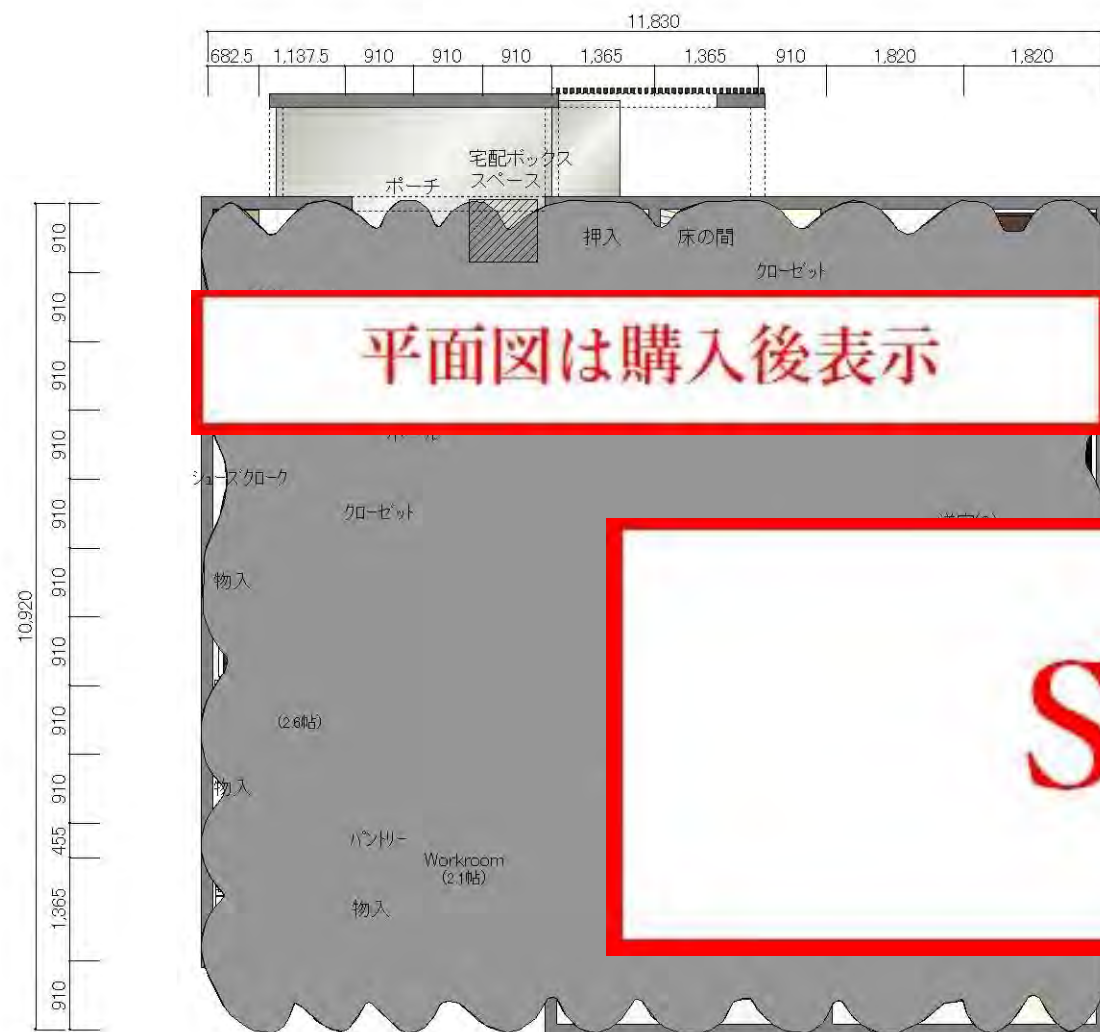 11,830
682.5 1,137.5 910 910 910 1,365 1,365 910 1,820 1,820
宅配ボックス
スペース
ポーチ
押入
床の間
クローゼット
910
910
910
910
910
910
910
910
910
455
1,365
910
10,920
平面図は購入後表示
シューズクローク
クローゼット
物入
(2.6帖)
物入
パントリー
Workroom
(2.1帖)
物入
S